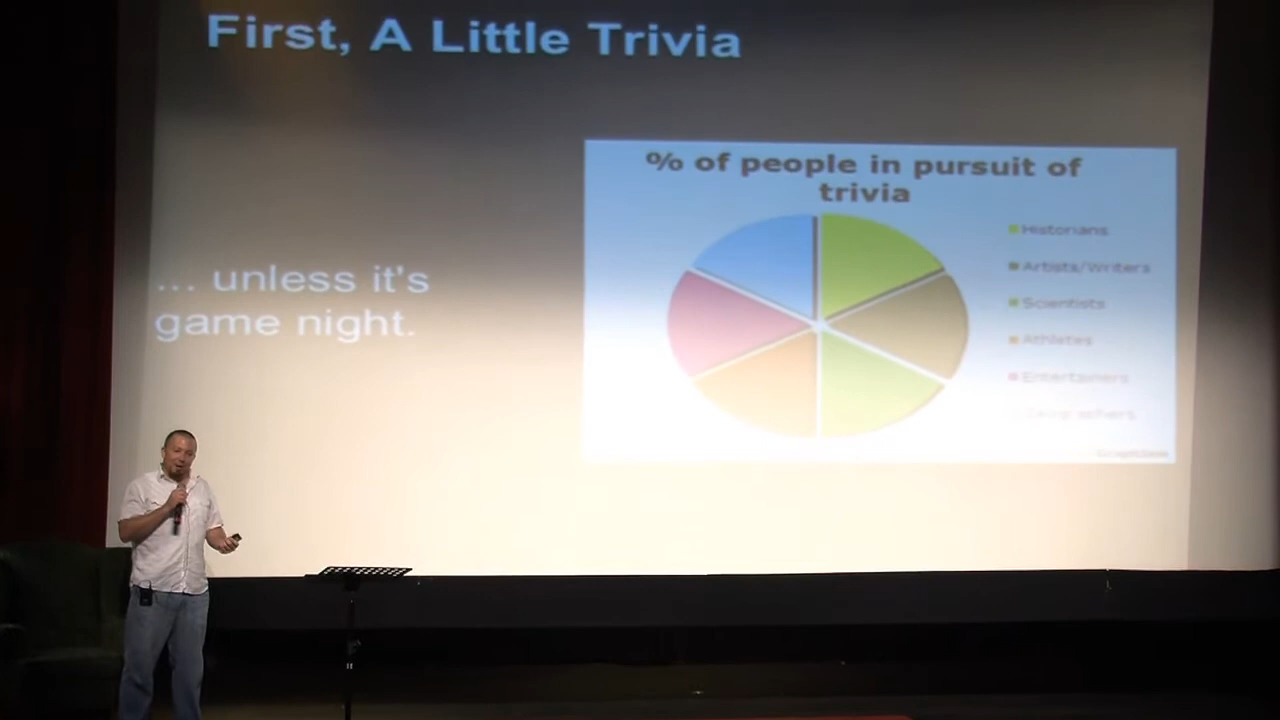 First, A Little Trivia
% of people in pursuit of
trivia
... unless it's
game night.
Historians
Artists/Writers
Scientists
Athletes
Entertainers